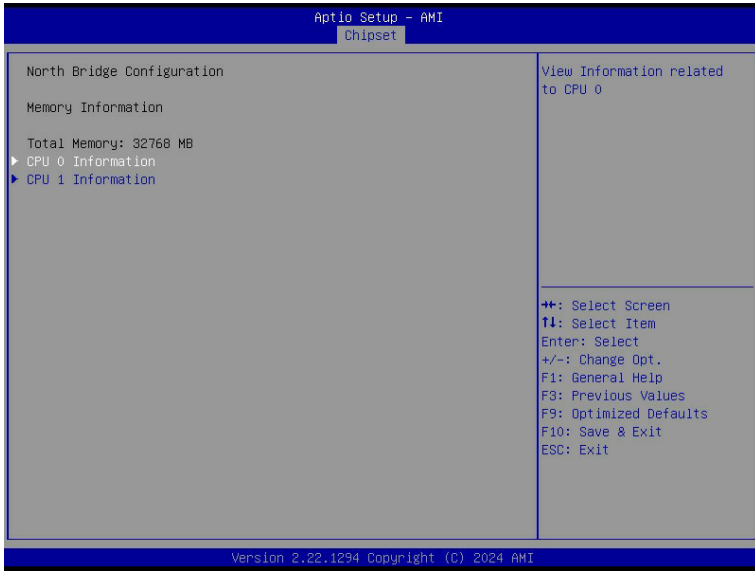 Aptio Setup – AMI
Chipset
North Bridge Configuration
Memory Information
Total Memory: 32768 MB
CPU 0 Information
CPU 1 Information
View Information related
to CPU 0
→←: Select Screen
↑↓: Select Item
Enter: Select
+/-: Change Opt.
F1: General Help
F3: Previous Values
F9: Optimized Defaults
F10: Save & Exit
ESC: Exit
Version 2.22.1294 Copyright (C) 2024 AMI